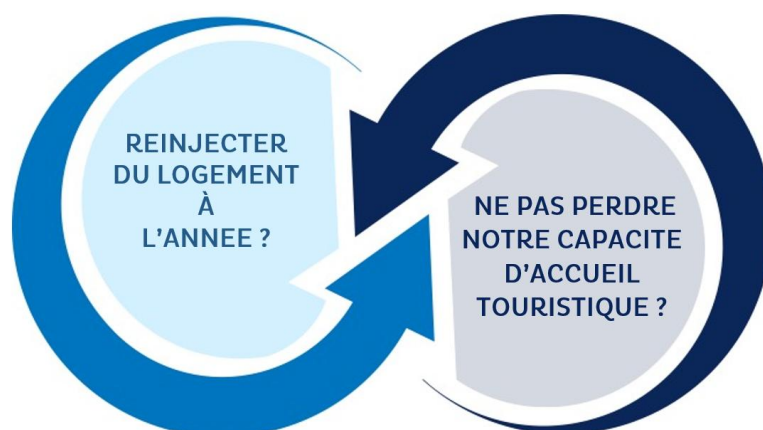 REINJECTER
DU LOGEMENT
À
L'ANNEE ?
NE PAS PERDRE
NOTRE CAPACITE
D'ACCUEIL
TOURISTIQUE ?